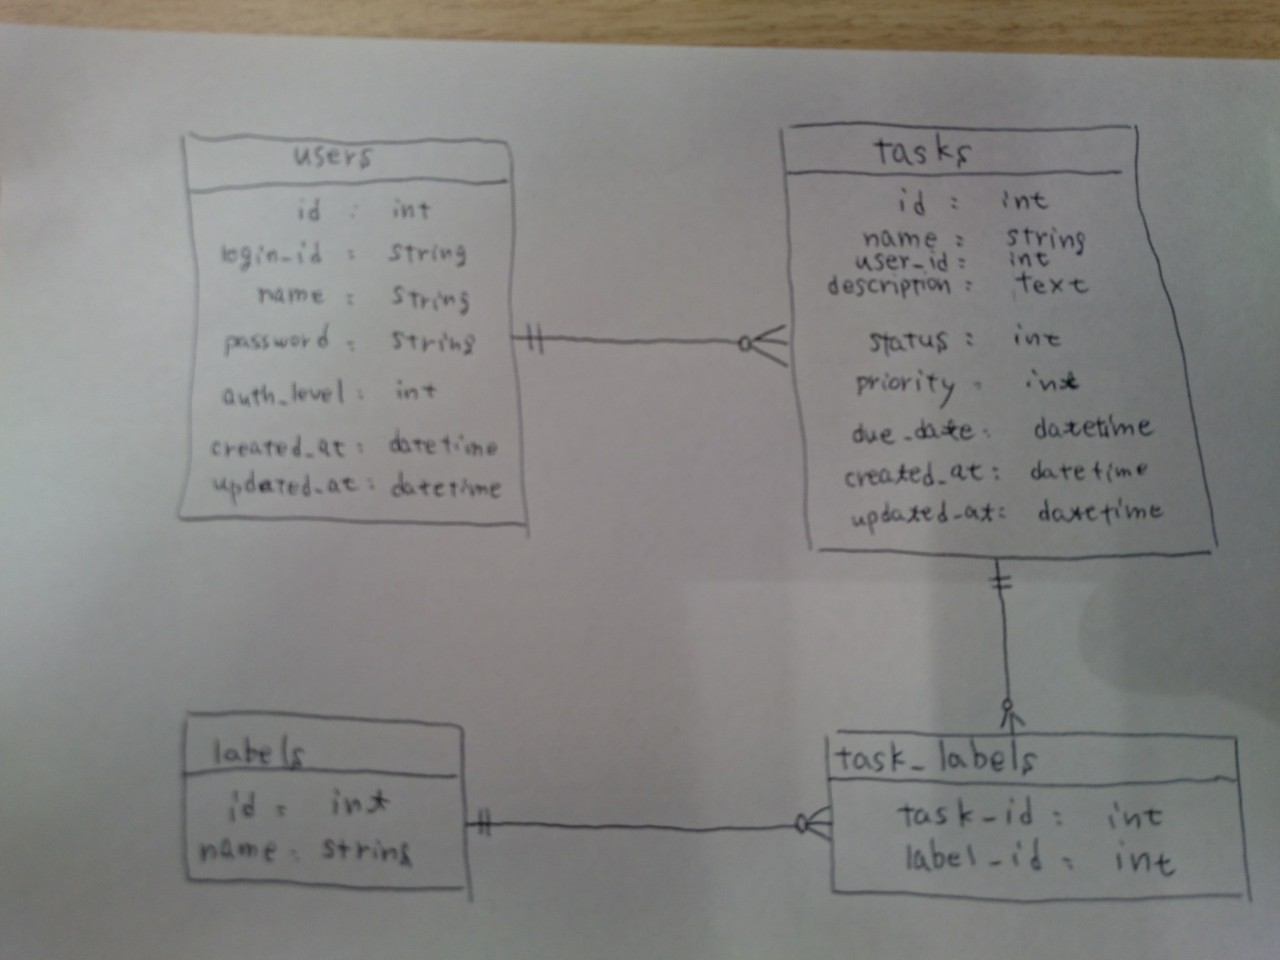 users
id : int
login_id : string
name : string
password : string
auth_level : int
created_at : datetime
updated_at : datetime
tasks
id : int
name : string
user_id : int
description : text
status : int
priority : int
due_date : datetime
created_at : datetime
updated_at : datetime
labels
id : int
name : string
task_labels
task_id : int
label_id : int